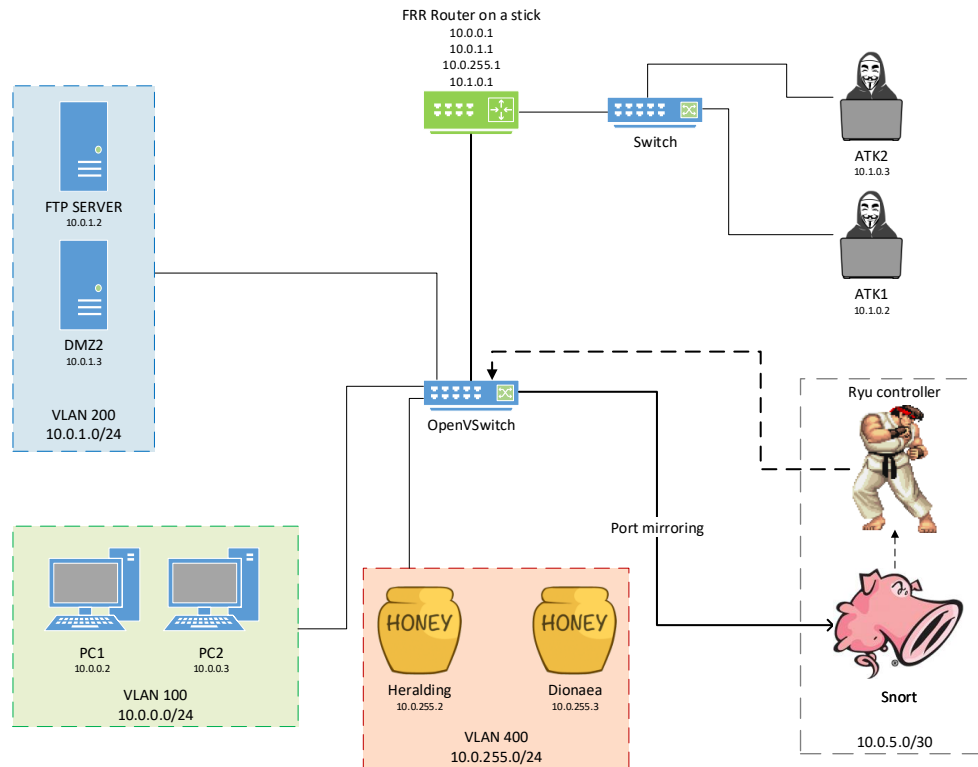 FRR Router on a stick
10.0.0.1
10.0.1.1
10.0.255.1
10.1.0.1
Switch
ATK2
10.1.0.3
ATK1
10.1.0.2
FTP SERVER
10.0.1.2
DMZ2
10.0.1.3
VLAN 200
10.0.1.0/24
OpenVSwitch
Ryu controller
Port mirroring
PC1
10.0.0.2
PC2
10.0.0.3
VLAN 100
10.0.0.0/24
HONEY
Heralding
10.0.255.2
HONEY
Dionaea
10.0.255.3
VLAN 400
10.0.255.0/24
®
Snort
10.0.5.0/30